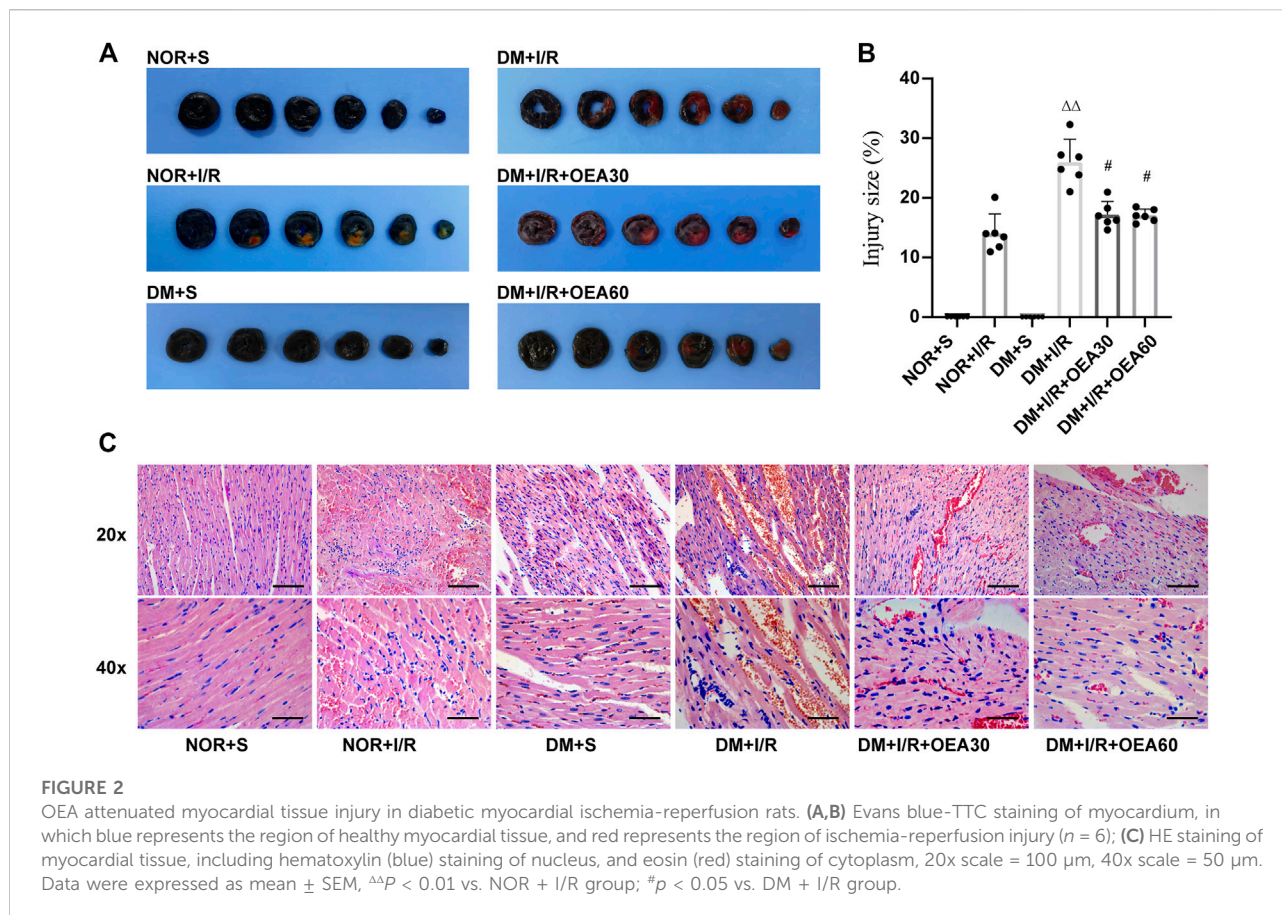 A
NOR+S
DM+I/R
NOR+I/R
DM+I/R+OEA30
DM+S
DM+I/R+OEA60
B
Injury size (%)
40
30
20
10
0
ΔΔ
#
#
NOR+S
NOR+I/R
DM+S
DM+I/R
DM+I/R+OEA30
DM+I/R+OEA60
C
20x
40x
NOR+S
NOR+I/R
DM+S
DM+I/R
DM+I/R+OEA30
DM+I/R+OEA60
FIGURE 2
OEA attenuated myocardial tissue injury in diabetic myocardial ischemia-reperfusion rats. (A,B) Evans blue-TTC staining of myocardium, in
which blue represents the region of healthy myocardial tissue, and red represents the region of ischemia-reperfusion injury (n = 6); (C) HE staining of
myocardial tissue, including hematoxylin (blue) staining of nucleus, and eosin (red) staining of cytoplasm, 20x scale = 100 μm, 40x scale = 50 μm.
Data were expressed as mean ± SEM, ΔΔP < 0.01 vs. NOR + I/R group; #p < 0.05 vs. DM + I/R group.